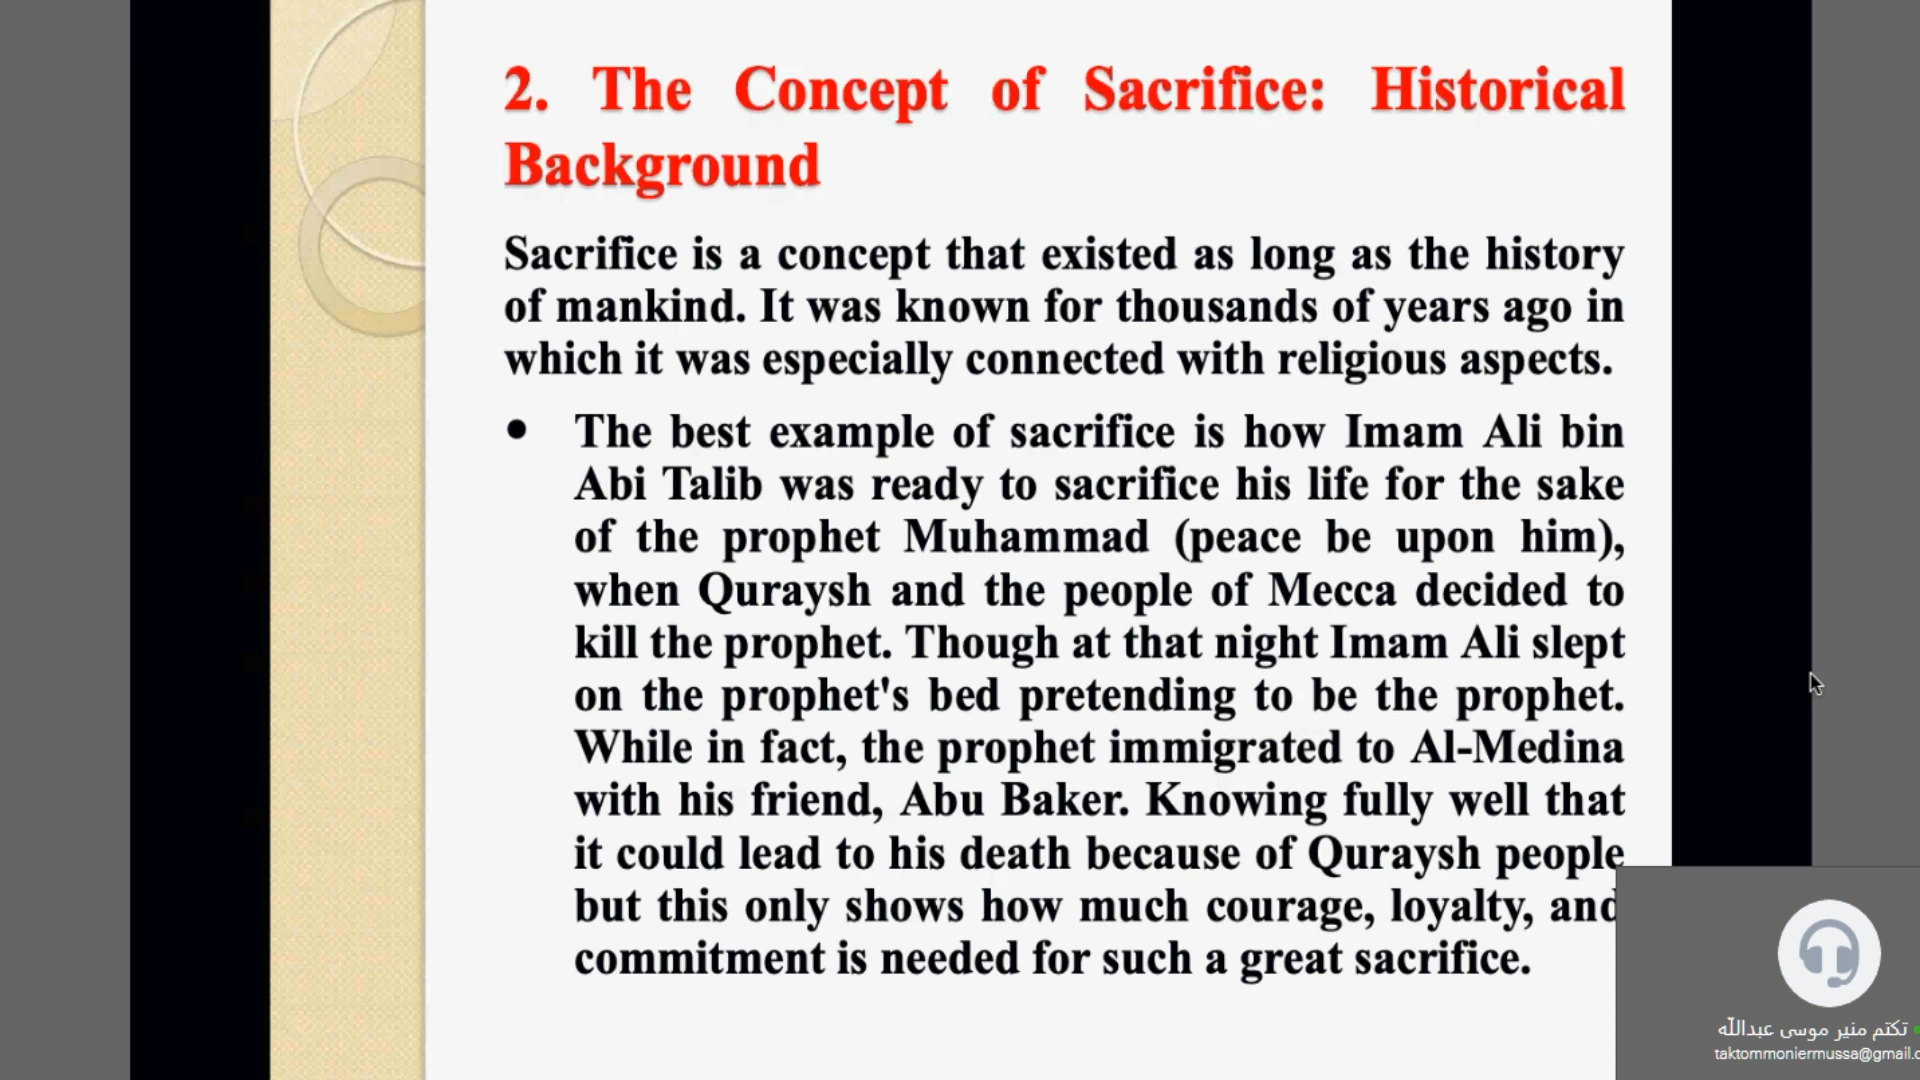 2. The Concept of Sacrifice: Historical
Background
Sacrifice is a concept that existed as long as the history
of mankind. It was known for thousands of years ago in
which it was especially connected with religious aspects.
• The best example of sacrifice is how Imam Ali bin
Abi Talib was ready to sacrifice his life for the sake
of the prophet Muhammad (peace be upon him),
when Quraysh and the people of Mecca decided to
kill the prophet. Though at that night Imam Ali slept
on the prophet's bed pretending to be the prophet.
While in fact, the prophet immigrated to Al-Medina
with his friend, Abu Baker. Knowing fully well that
it could lead to his death because of Quraysh people
but this only shows how much courage, loyalty, and
commitment is needed for such a great sacrifice.
تكتم منير موسى عبدالله
taktommoniermussa@gmail.c